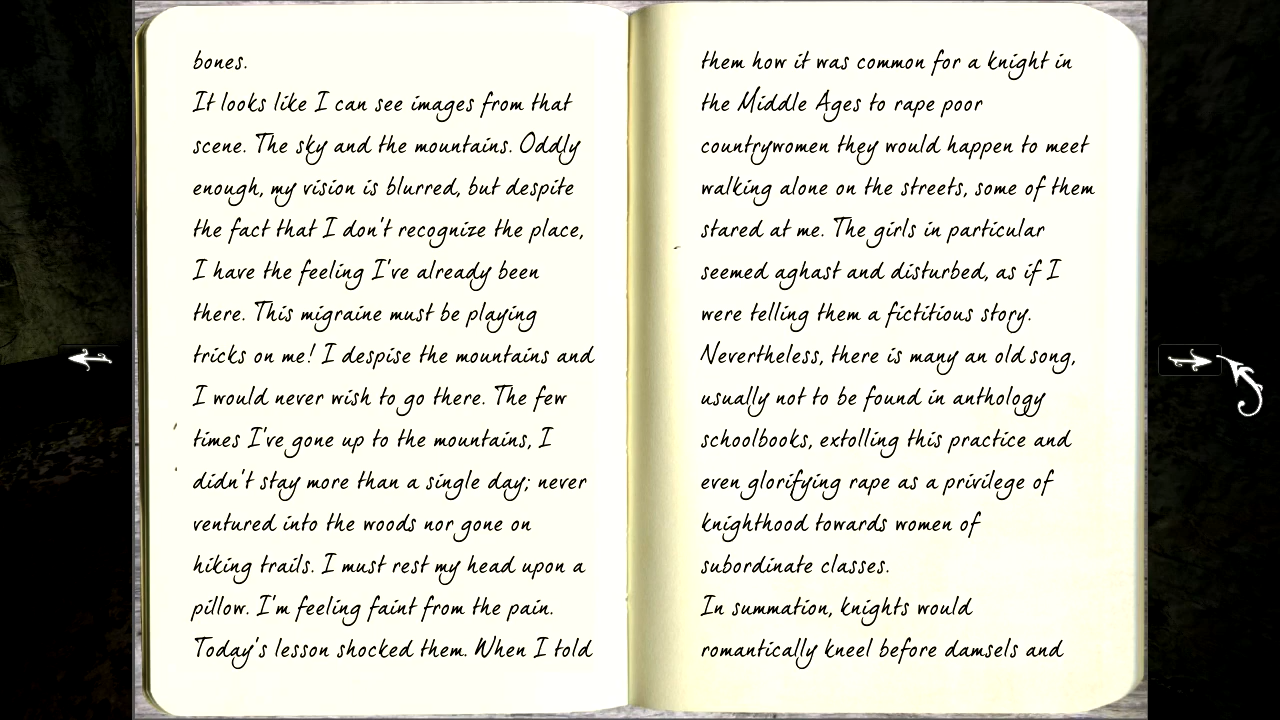 bones.
It looks like I can see images from that
scene. The sky and the mountains. Oddly
enough, my vision is blurred, but despite
the fact that I don't recognize the place,
I have the feeling I've already been
there. This migraine must be playing
tricks on me! I despise the mountains and
I would never wish to go there. The few
times I've gone up to the mountains, I
didn't stay more than a single day; never
ventured into the woods nor gone on
hiking trails. I must rest my head upon a
pillow. I'm feeling faint from the pain.
Today's lesson shocked them. When I told
them how it was common for a knight in
the Middle Ages to rape poor
countrywomen they would happen to meet
walking alone on the streets, some of them
stared at me. The girls in particular
seemed aghast and disturbed, as if I
were telling them a fictitious story.
Nevertheless, there is many an old song,
usually not to be found in anthology
schoolbooks, extolling this practice and
even glorifying rape as a privilege of
knighthood towards women of
subordinate classes.
In summation, knights would
romantically kneel before damsels and